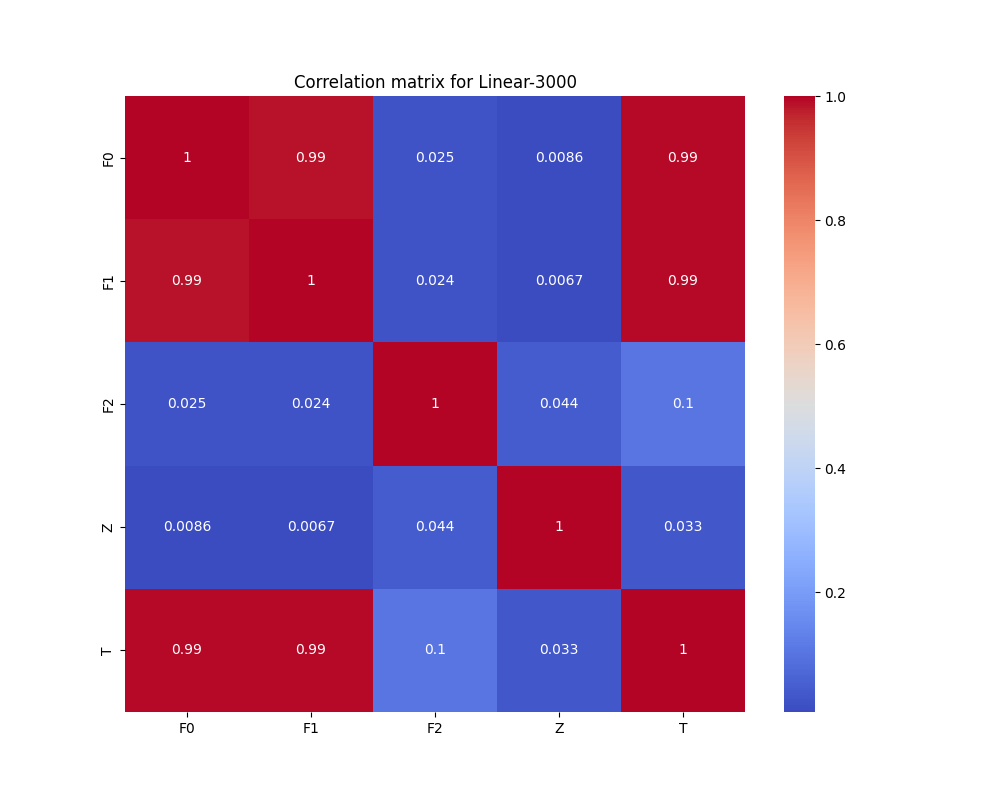 Correlation matrix for Linear-3000
F0 1 0.99 0.025 0.0086 0.99
F1 0.99 1 0.024 0.0067 0.99
F2 0.025 0.024 1 0.044 0.1
Z 0.0086 0.0067 0.044 1 0.033
T 0.99 0.99 0.1 0.033 1
F0 F1 F2 Z T
1.0
0.8
0.6
0.4
0.2